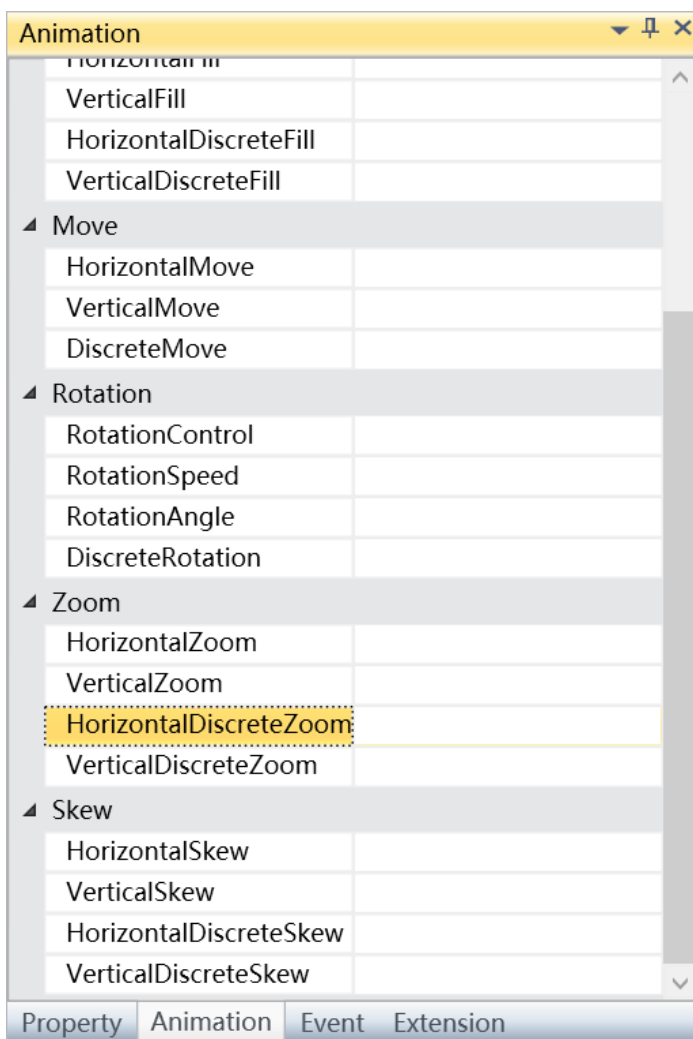 Animation
HorizontalFill
VerticalFill
HorizontalDiscreteFill
VerticalDiscreteFill
Move
HorizontalMove
VerticalMove
DiscreteMove
Rotation
RotationControl
RotationSpeed
RotationAngle
DiscreteRotation
Zoom
HorizontalZoom
VerticalZoom
HorizontalDiscreteZoom
VerticalDiscreteZoom
Skew
HorizontalSkew
VerticalSkew
HorizontalDiscreteSkew
VerticalDiscreteSkew
Property Animation Event Extension